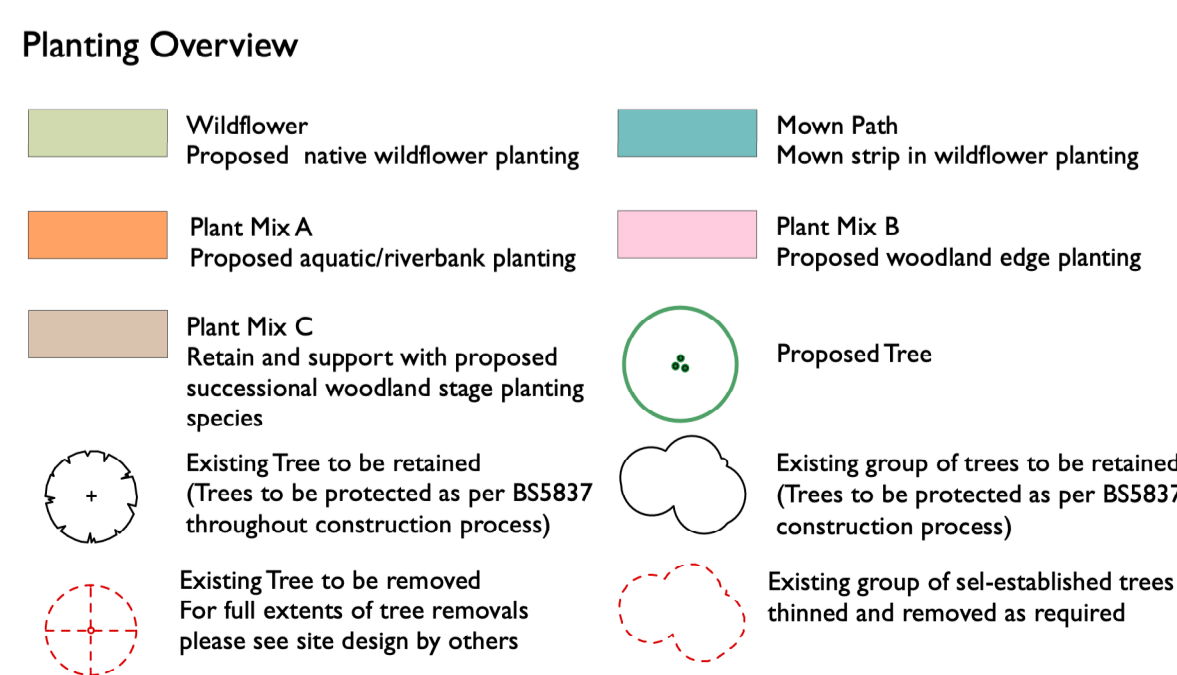 Planting Overview
Wildflower
Proposed native wildflower planting
Mown Path
Mown strip in wildflower planting
Plant Mix A
Proposed aquatic/riverbank planting
Plant Mix B
Proposed woodland edge planting
Plant Mix C
Retain and support with proposed
successional woodland stage planting
species
Proposed Tree
Existing Tree to be retained
(Trees to be protected as per BS5837
throughout construction process)
Existing group of trees to be retained
(Trees to be protected as per BS5837
construction process)
Existing Tree to be removed
For full extents of tree removals
please see site design by others
Existing group of sel-established trees
thinned and removed as required